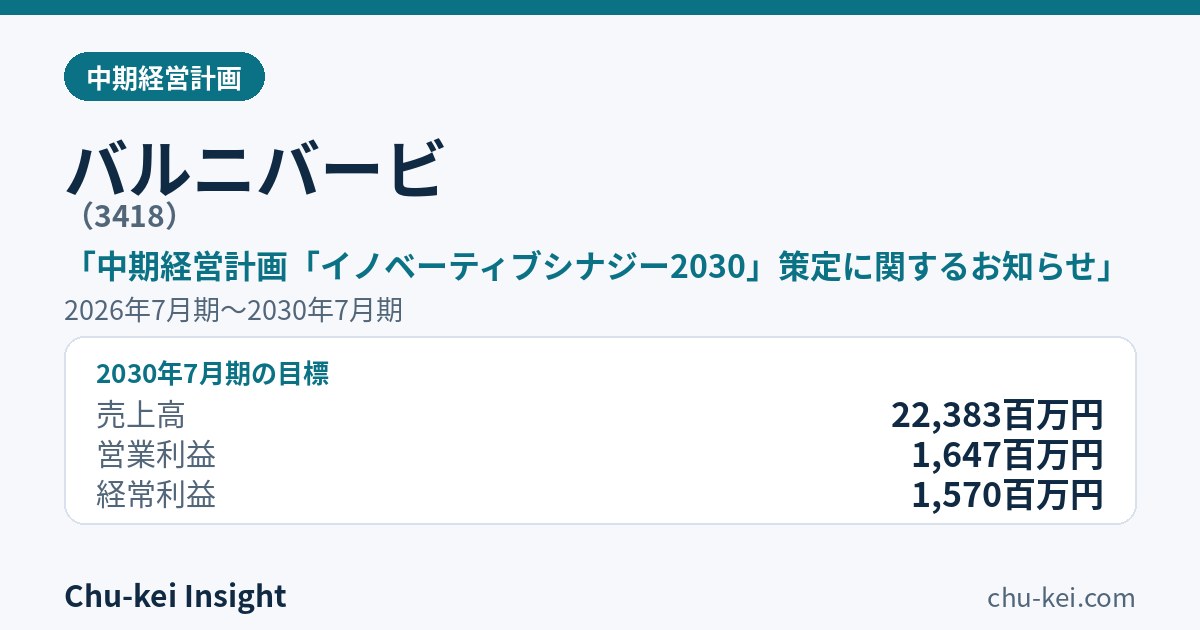 中期経営計画
バルニバービ
（3418）
「中期経営計画「イノベーティブシナジー2030」策定に関するお知らせ」
2026年7月期～2030年7月期
2030年7月期の目標
売上高 22,383百万円
営業利益 1,647百万円
経常利益 1,570百万円
Chu-kei Insight chu-kei.com